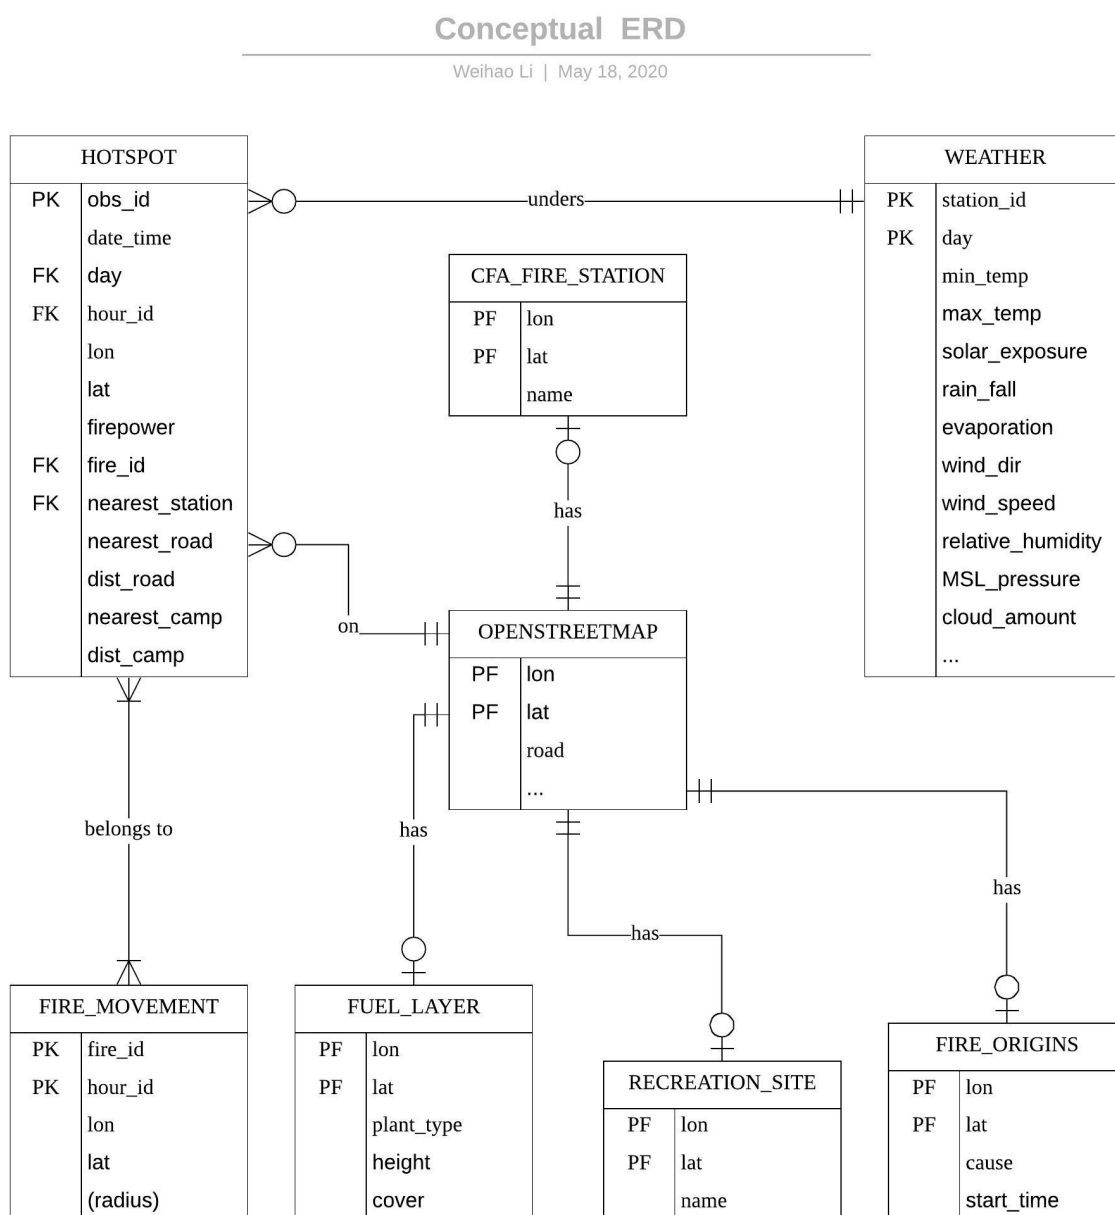 Conceptual ERD
Weihao Li | May 18, 2020
HOTSPOT
PK obs_id
date_time
FK day
FK hour_id
lon
lat
firepower
FK fire_id
FK nearest_station
nearest_road
dist_road
nearest_camp
dist_camp
unders
WEATHER
PK station_id
PK day
min_temp
max_temp
solar_exposure
rain_fall
evaporation
wind_dir
wind_speed
relative_humidity
MSL_pressure
cloud_amount
...
CFA_FIRE_STATION
PF lon
PF lat
name
has
on
OPENSTREETMAP
PF lon
PF lat
road
...
belongs to
has
has
has
FIRE_MOVEMENT
PK fire_id
PK hour_id
lon
lat
(radius)
FUEL_LAYER
PF lon
PF lat
plant_type
height
cover
RECREATION_SITE
PF lon
PF lat
name
FIRE_ORIGINS
PF lon
PF lat
cause
start_time